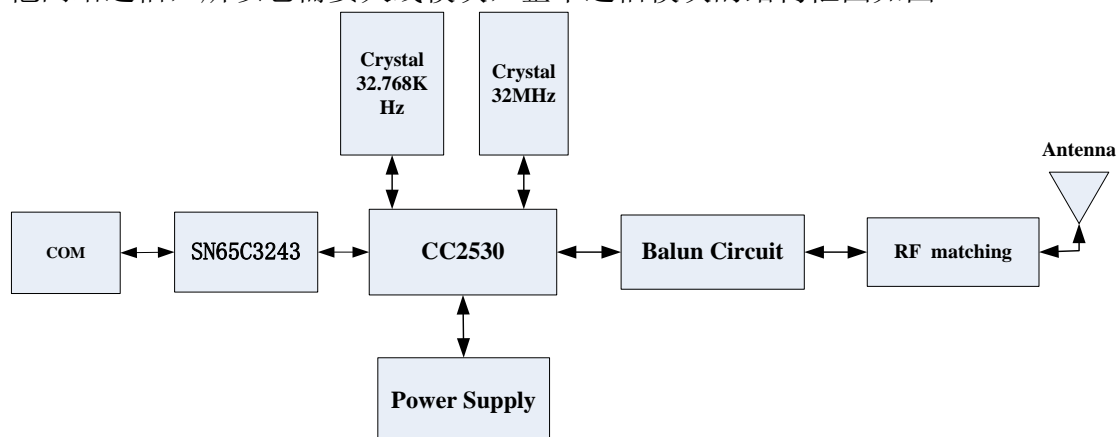 Crystal
32.768K
Hz
Crystal
32MHz
Antenna
COM
SN65C3243
CC2530
Balun Circuit
RF matching
Power Supply